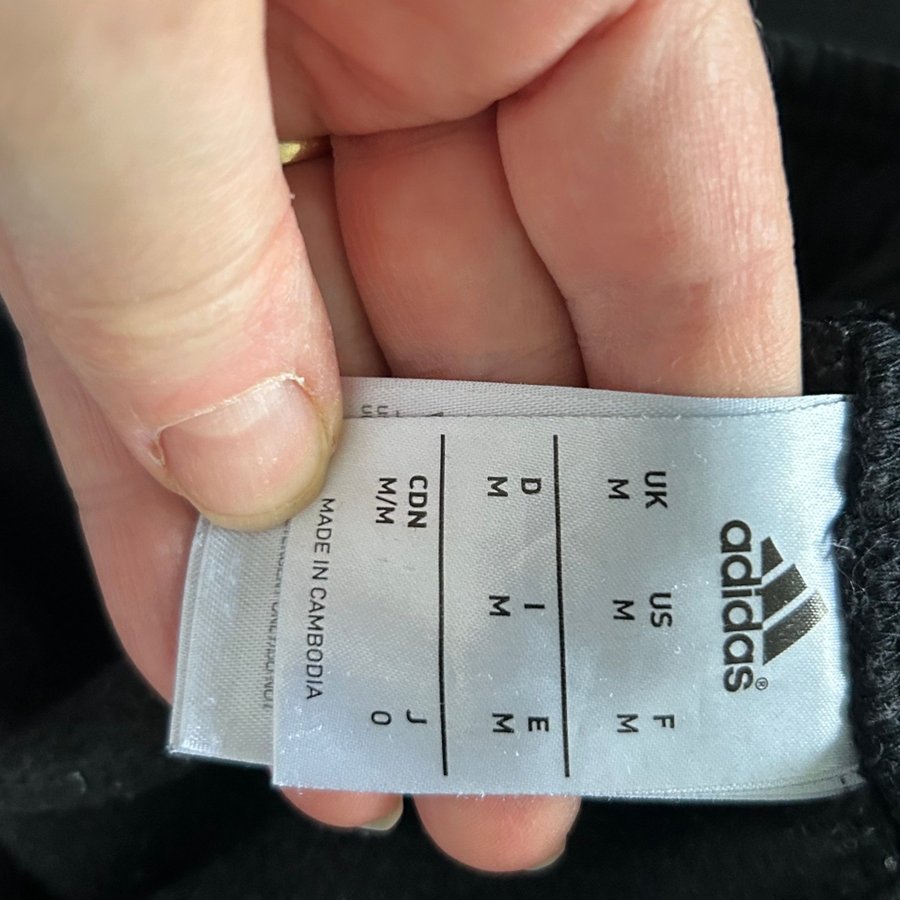 adidas®
UK US F
M M M
D I E
M M M
CDN J
M/M O
MADE IN CAMBODIA